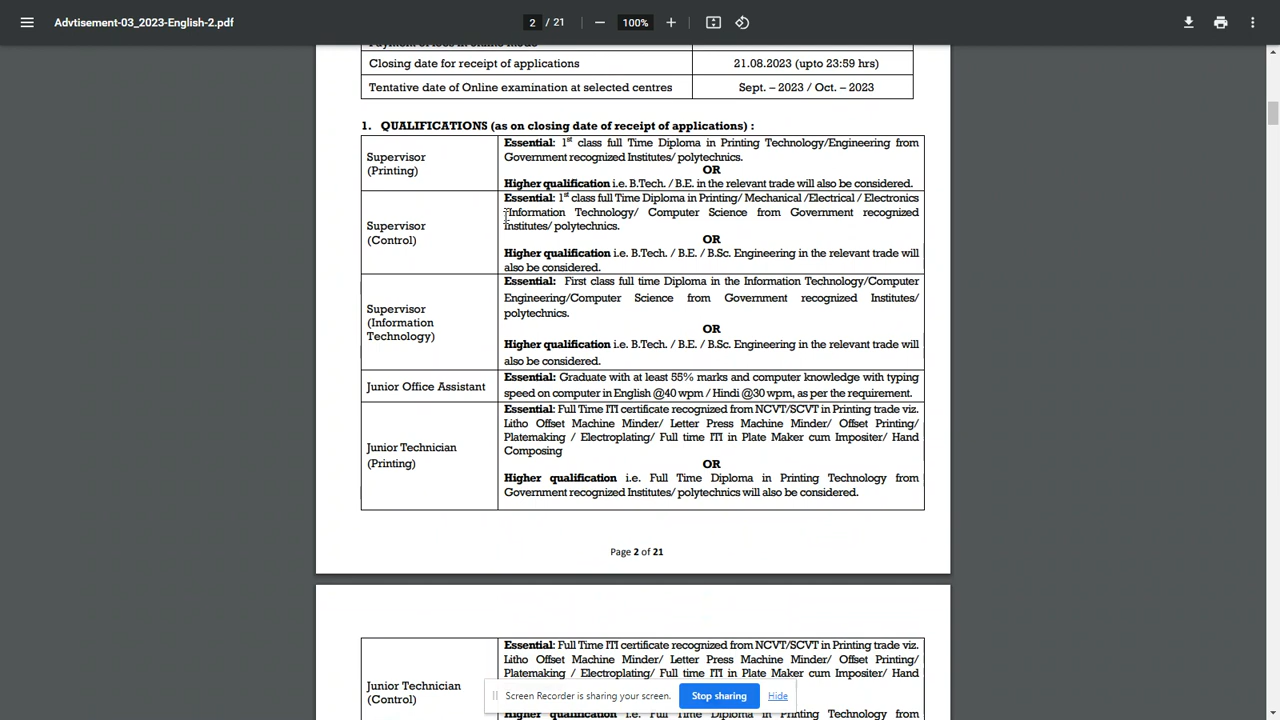 Advtisement-03_2023-English-2.pdf
2 / 21
100%
Closing date for receipt of applications
21.08.2023 (upto 23:59 hrs)
Tentative date of Online examination at selected centres
Sept. – 2023 / Oct. – 2023
1. QUALIFICATIONS (as on closing date of receipt of applications) :
Supervisor
(Printing)
Essential: 1st class full Time Diploma in Printing Technology/Engineering from
Government recognized Institutes/ polytechnics.
OR
Higher qualification i.e. B.Tech. / B.E. in the relevant trade will also be considered.
Supervisor
(Control)
Essential: 1st class full Time Diploma in Printing/ Mechanical /Electrical / Electronics
/Information Technology/ Computer Science from Government recognized
Institutes/ polytechnics.
OR
Higher qualification i.e. B.Tech. / B.E. / B.Sc. Engineering in the relevant trade will
also be considered.
Supervisor
(Information
Technology)
Essential: First class full time Diploma in the Information Technology/Computer
Engineering/Computer Science from Government recognized Institutes/
polytechnics.
OR
Higher qualification i.e. B.Tech. / B.E. / B.Sc. Engineering in the relevant trade will
also be considered.
Junior Office Assistant
Essential: Graduate with at least 55% marks and computer knowledge with typing
speed on computer in English @40 wpm / Hindi @30 wpm, as per the requirement.
Junior Technician
(Printing)
Essential: Full Time ITI certificate recognized from NCVT/SCVT in Printing trade viz.
Litho Offset Machine Minder/ Letter Press Machine Minder/ Offset Printing/
Platemaking / Electroplating/ Full time ITI in Plate Maker cum Impositer/ Hand
Composing
OR
Higher qualification i.e. Full Time Diploma in Printing Technology from
Government recognized Institutes/ polytechnics will also be considered.
Page 2 of 21
Junior Technician
(Control)
Essential: Full Time ITI certificate recognized from NCVT/SCVT in Printing trade viz.
Litho Offset Machine Minder/ Letter Press Machine Minder/ Offset Printing/
Platemaking / Electroplating/ Full time ITI in Plate Maker cum Impositer/ Hand
Higher qualification i.e. Full Time Diploma in Printing Technology from
Screen Recorder is sharing your screen.
Stop sharing
Hide